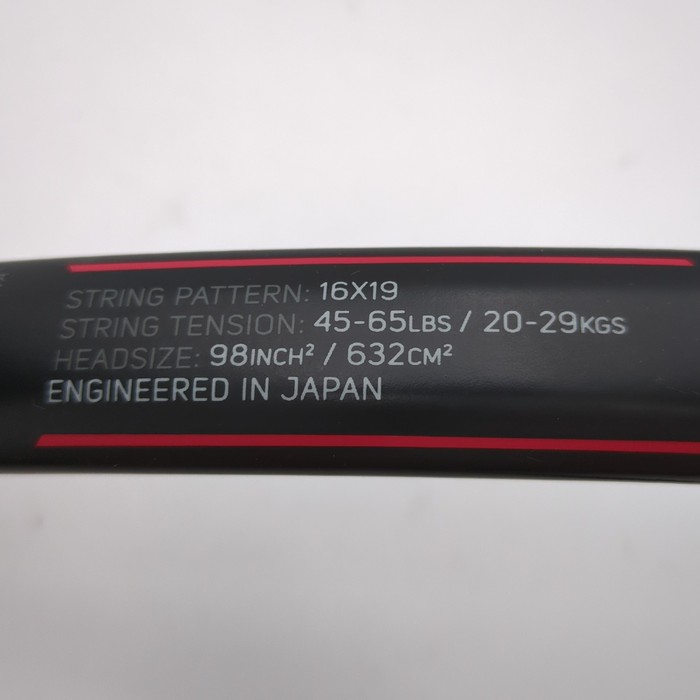 STRING PATTERN: 16X19
STRING TENSION: 45-65LBS / 20-29KGS
HEADSIZE: 98INCH² / 632CM²
ENGINEERED IN JAPAN